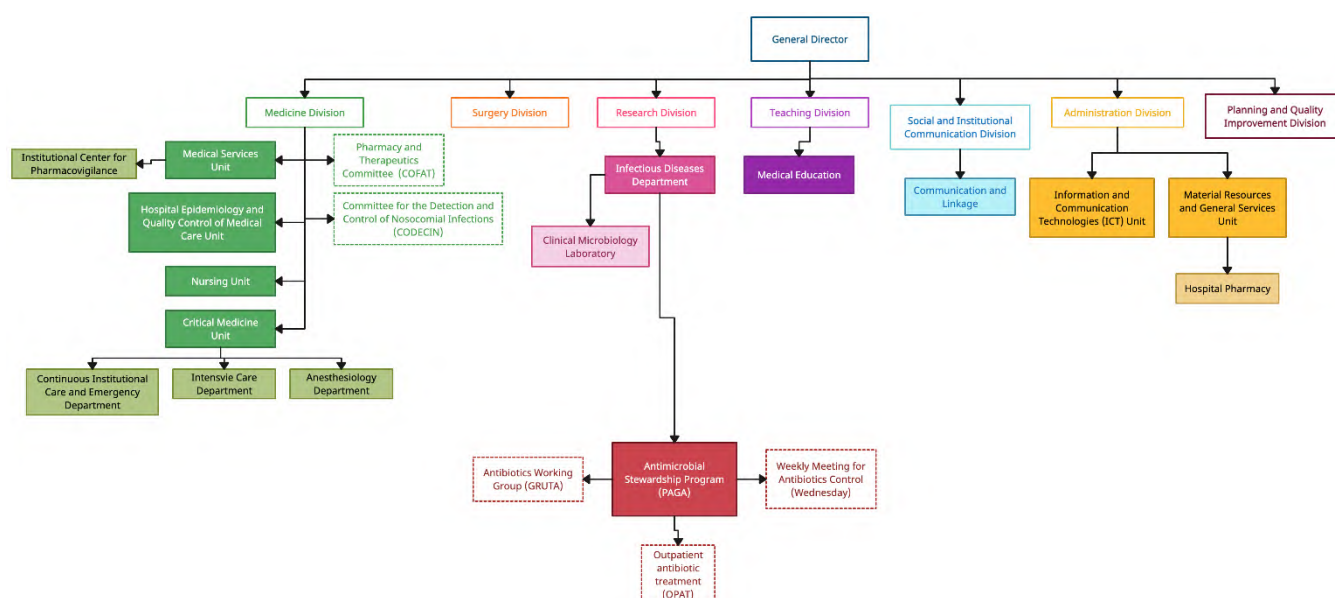 General Director
Medicine Division
Surgery Division
Research Division
Teaching Division
Social and Institutional
Communication Division
Administration Division
Planning and Quality
Improvement Division
Institutional Center for
Pharmacovigilance
Medical Services
Unit
Pharmacy and
Therapeutics
Committee (COFAT)
Infectious Diseases
Department
Medical Education
Communication and
Linkage
Information and
Communication
Technologies (ICT) Unit
Material Resources
and General Services
Unit
Hospital Epidemiology and
Quality Control of Medical
Care Unit
Committee for the Detection and
Control of Nosocomial Infections
(CODECIN)
Clinical Microbiology
Laboratory
Nursing Unit
Hospital Pharmacy
Critical Medicine
Unit
Continuous Institutional
Care and Emergency
Department
Intensvie Care
Department
Anesthesiology
Department
Antibiotics Working
Group (GRUTA)
Antimicrobial
Stewardship Program
(PAGA)
Weekly Meeting for
Antibiotics Control
(Wednesday)
Outpatient
antibiotic
treatment
(OPAT)